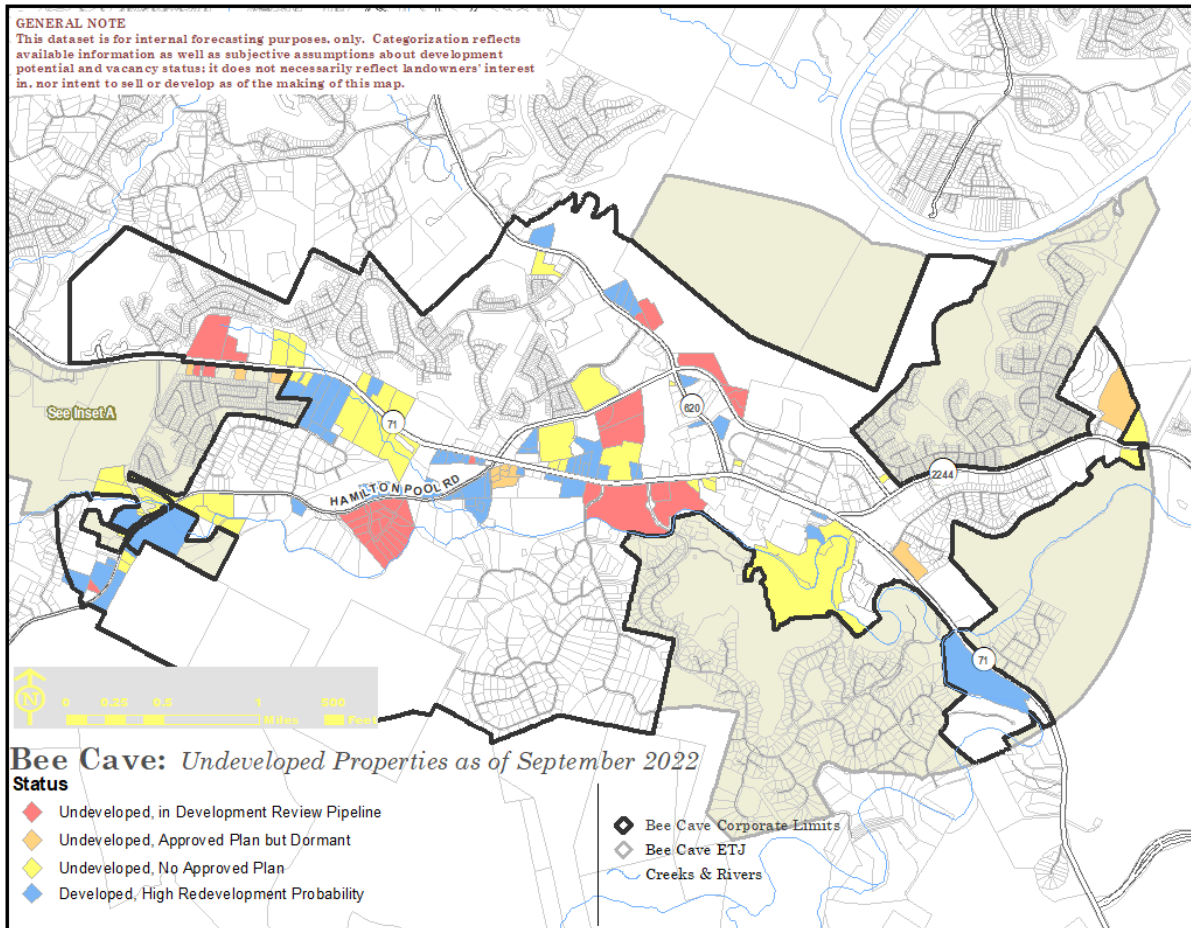 GENERAL NOTE
This dataset is for internal forecasting purposes, only. Categorization reflects
available information as well as subjective assumptions about development
potential and vacancy status; it does not necessarily reflect landowners' interest
in, nor intent to sell or develop as of the making of this map.
620
71
See Inset A
2244
HAMILTON POOL RD
71
N
0 0.25 0.5 1 Miles 500 Feet
Bee Cave: Undeveloped Properties as of September 2022
Status
Undeveloped, in Development Review Pipeline
Undeveloped, Approved Plan but Dormant
Undeveloped, No Approved Plan
Developed, High Redevelopment Probability
Bee Cave Corporate Limits
Bee Cave ETJ
Creeks & Rivers